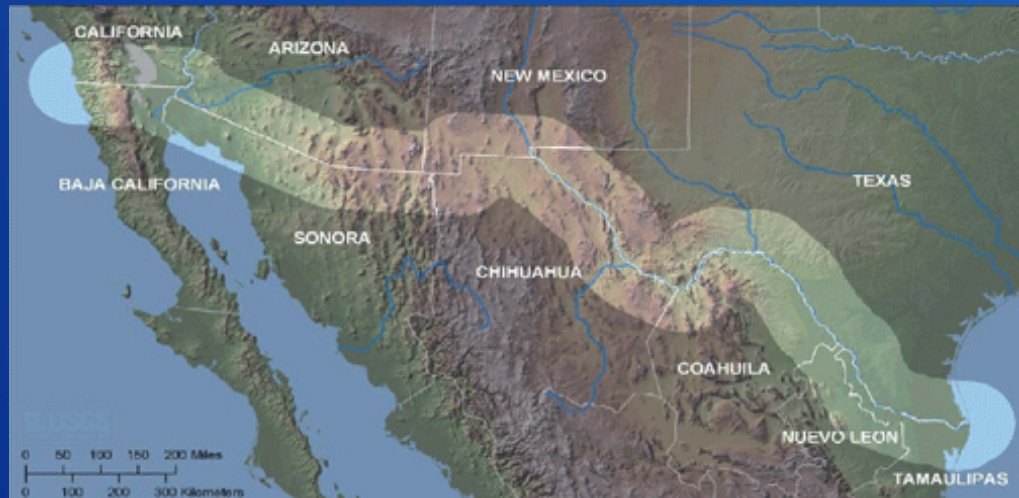 CALIFORNIA
ARIZONA
NEW MEXICO
TEXAS
BAJA CALIFORNIA
SONORA
CHIHUAHUA
COAHUILA
NUEVO LEON
TAMAULIPAS
USGS
0 50 100 150 200 Miles
0 100 200 300 Kilometers